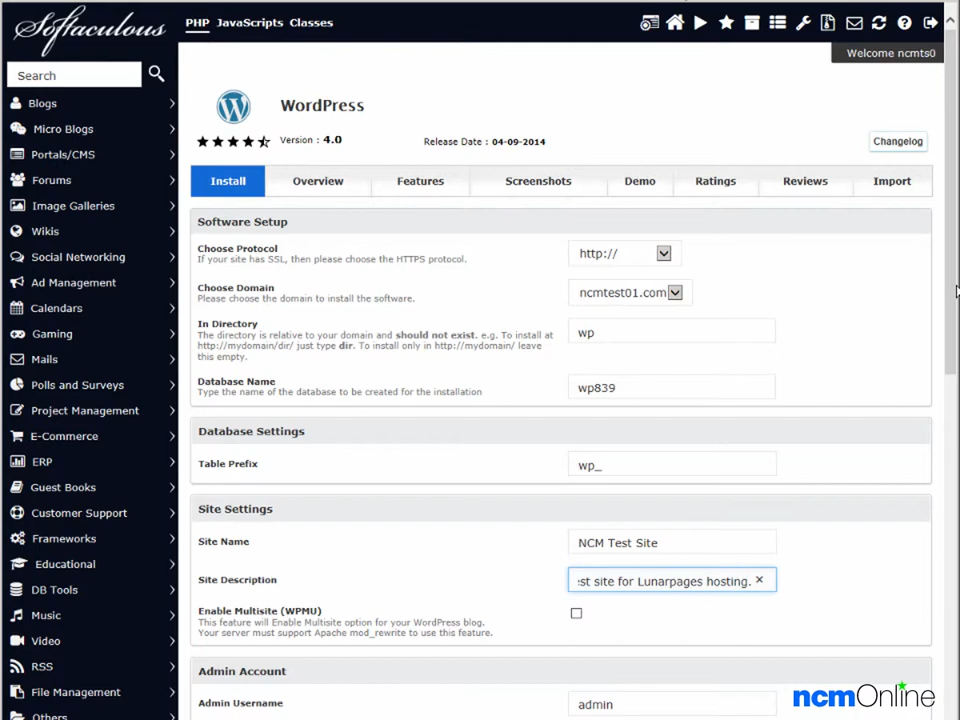 Softaculous
PHP JavaScripts Classes
Welcome ncmts0
Search
Blogs
Micro Blogs
Portals/CMS
Forums
Image Galleries
Wikis
Social Networking
Ad Management
Calendars
Gaming
Mails
Polls and Surveys
Project Management
E-Commerce
ERP
Guest Books
Customer Support
Frameworks
Educational
DB Tools
Music
Video
RSS
File Management
Others
WordPress
Version : 4.0
Release Date : 04-09-2014
Changelog
Install Overview Features Screenshots Demo Ratings Reviews Import
Software Setup
Choose Protocol
If your site has SSL, then please choose the HTTPS protocol.
http://
Choose Domain
Please choose the domain to install the software.
ncmtest01.com
In Directory
The directory is relative to your domain and should not exist. e.g. To install at
http://mydomain/dir/ just type dir. To install only in http://mydomain/ leave
this empty.
wp
Database Name
Type the name of the database to be created for the installation
wp839
Database Settings
Table Prefix
wp_
Site Settings
Site Name
NCM Test Site
Site Description
est site for Lunarpages hosting.
Enable Multisite (WPMU)
This feature will Enable Multisite option for your WordPress blog.
Your server must support Apache mod_rewrite to use this feature.
Admin Account
Admin Username
admin
ncmOnline